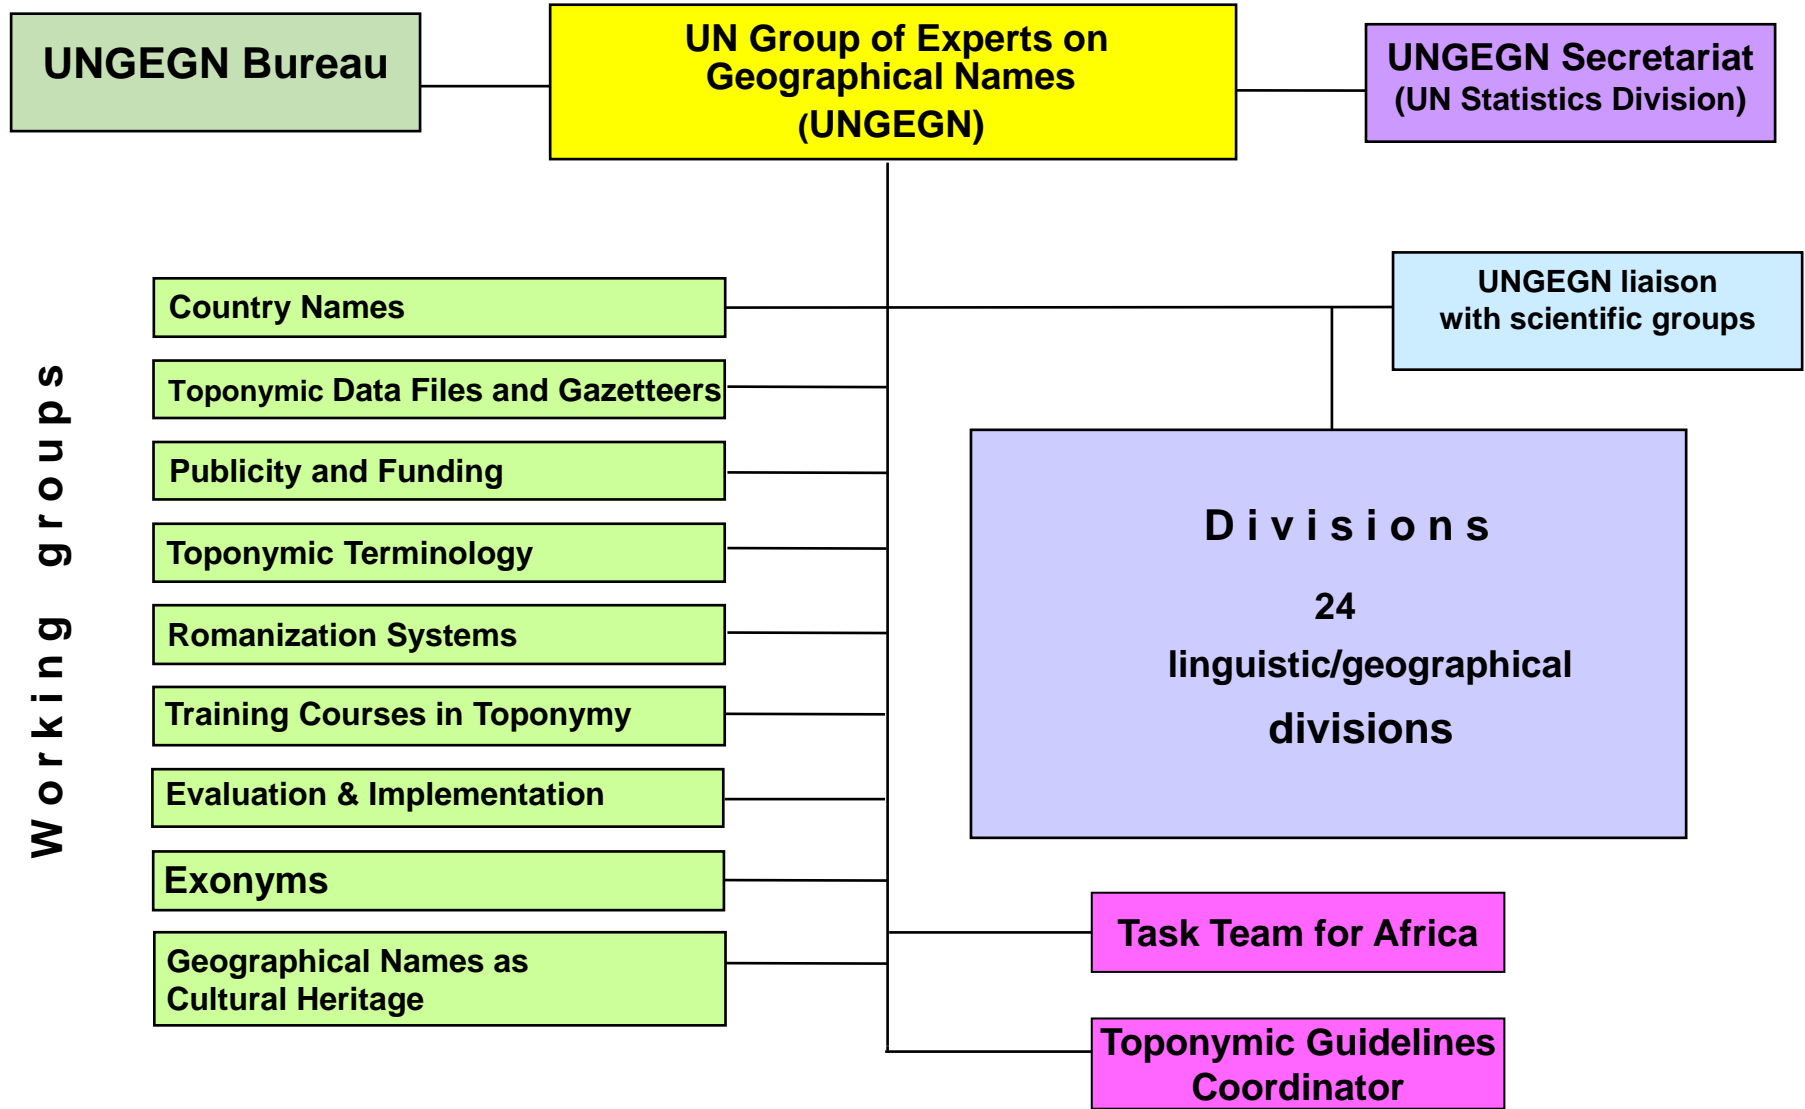 UNGEGN Bureau
UN Group of Experts on
Geographical Names
(UNGEGN)
UNGEGN Secretariat
(UN Statistics Division)
Working groups
Country Names
Toponymic Data Files and Gazetteers
Publicity and Funding
Toponymic Terminology
Romanization Systems
Training Courses in Toponymy
Evaluation & Implementation
Exonyms
Geographical Names as
Cultural Heritage
UNGEGN liaison
with scientific groups
Divisions
24
linguistic/geographical
divisions
Task Team for Africa
Toponymic Guidelines
Coordinator